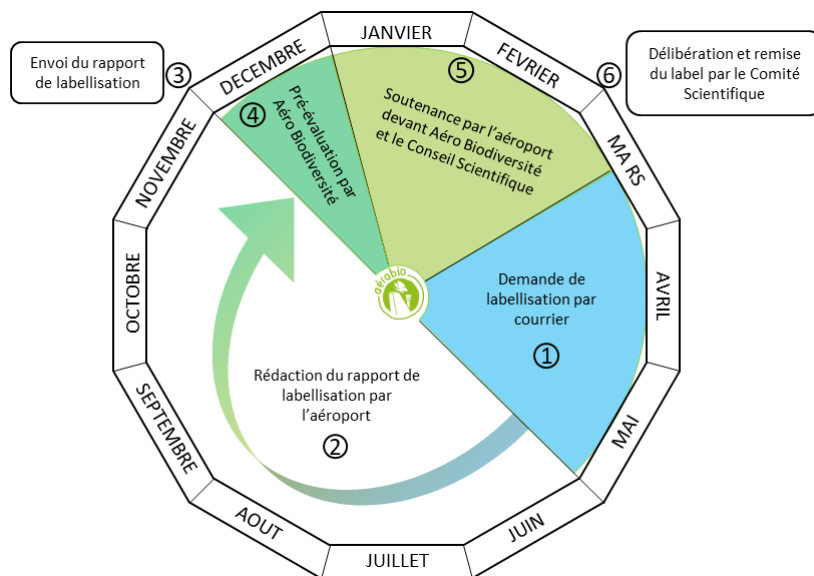 JANVIER
FEVRIER
MA RS
AVRIL
MAI
JUIN
JUILLET
AOUT
SEPTEMBRE
OCTOBRE
NOVEMBRE
DECEMBRE
Demande de
labellisation par
courrier
1
Rédaction du rapport de
labellisation par
l'aéroport
2
Envoi du rapport
de labellisation
3
Pré-évaluation par
Aéro Biodiversité
4
5
Soutenance par l'aéroport
devant Aéro Biodiversité
et le Conseil Scientifique
6
Délibération et remise
du label par le Comité
Scientifique
aérobio